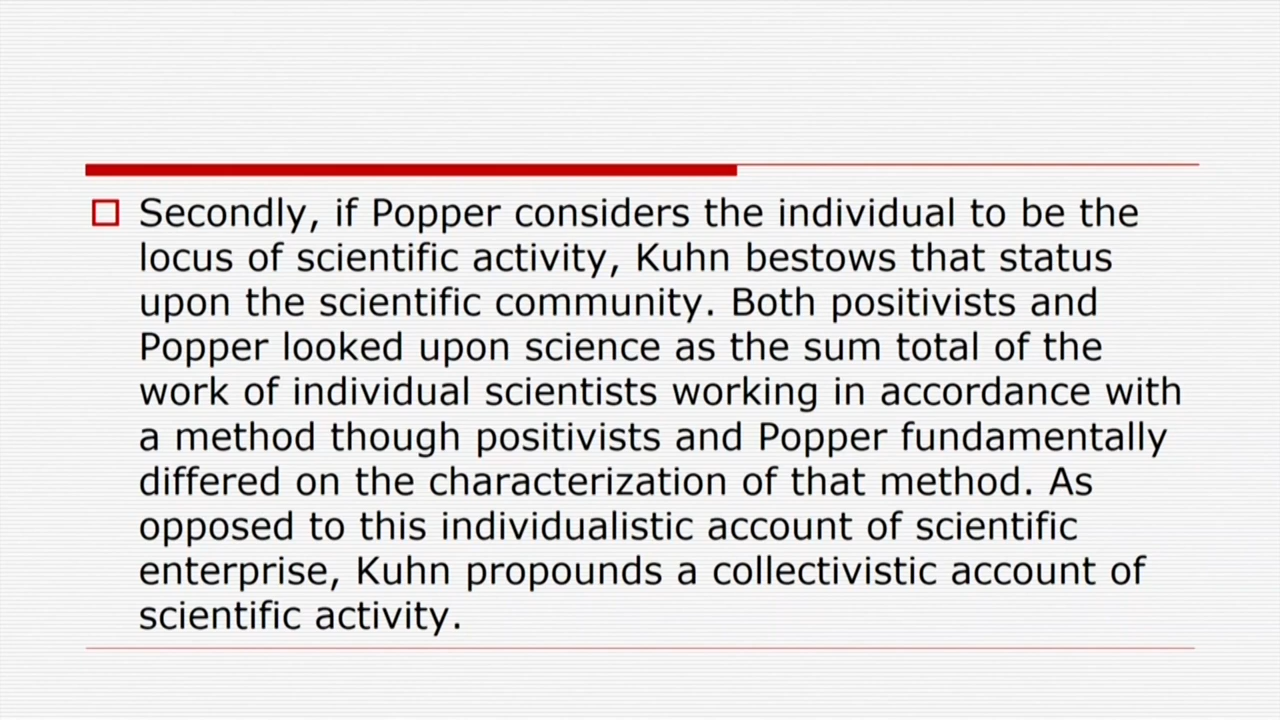 Secondly, if Popper considers the individual to be the
locus of scientific activity, Kuhn bestows that status
upon the scientific community. Both positivists and
Popper looked upon science as the sum total of the
work of individual scientists working in accordance with
a method though positivists and Popper fundamentally
differed on the characterization of that method. As
opposed to this individualistic account of scientific
enterprise, Kuhn propounds a collectivistic account of
scientific activity.